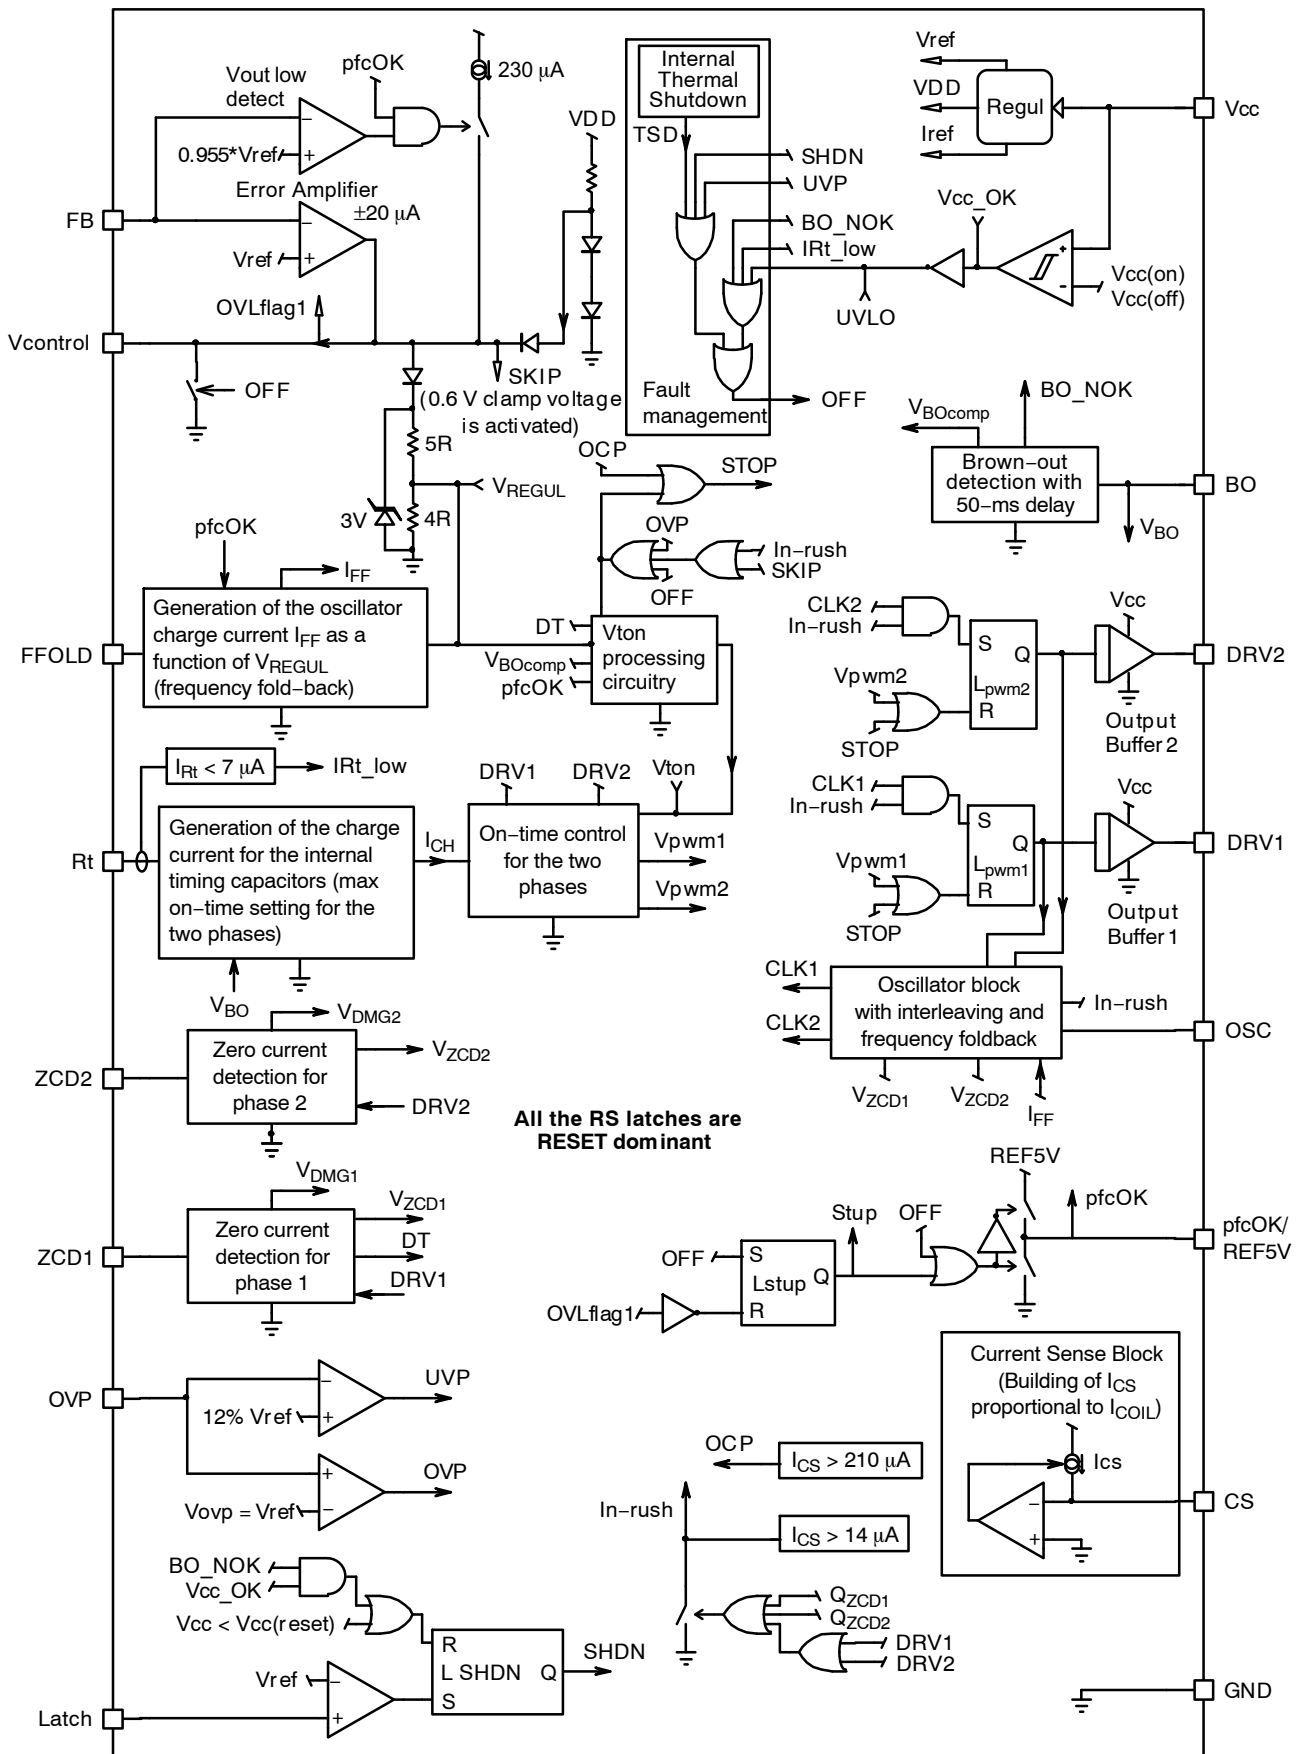 Vout low
detect
pfcOK
230 µA
−
+
0.955*Vref
VDD
Error Amplifier
±20 µA
FB
−
+
Vref
OVLflag1
Vcontrol
OFF
SKIP
(0.6 V clamp voltage
is activated)
5R
VREGUL
3V
4R
Internal
Thermal
Shutdown
TSD
SHDN
UVP
BO_NOK
IRt_low
UVLO
Fault
management
OFF
Vref
VDD
Iref
Regul
Vcc
Vcc_OK
+
-
Vcc(on)
Vcc(off)
VBOcomp
BO_NOK
Brown−out
detection with
50−ms delay
BO
VBO
OCP
STOP
OVP
In−rush
SKIP
OFF
pfcOK
IFF
Generation of the oscillator
charge current IFF as a
function of VREGUL
(frequency fold−back)
FFOLD
DT
VBOcomp
pfcOK
Vton
processing
circuitry
CLK2
In−rush
S
Q
Lpwm2
R
Vpwm2
STOP
Vcc
DRV2
Output
Buffer 2
IRt < 7 µA
IRt_low
DRV1
DRV2
Vton
Rt
Generation of the charge
current for the internal
timing capacitors (max
on−time setting for the
two phases)
ICH
On−time control
for the two
phases
Vpwm1
Vpwm2
VBO
CLK1
In−rush
S
Q
Lpwm1
R
Vpwm1
STOP
Vcc
DRV1
Output
Buffer 1
CLK1
CLK2
Oscillator block
with interleaving and
frequency foldback
In−rush
OSC
VZCD1
VZCD2
IFF
VDMG2
Zero current
detection for
phase 2
VZCD2
ZCD2
DRV2
All the RS latches are
RESET dominant
VDMG1
Zero current
detection for
phase 1
VZCD1
DT
ZCD1
DRV1
REF5V
Stup
OFF
pfcOK
pfcOK/
REF5V
OFF
S
Lstup
Q
R
OVLflag1
OVP
−
+
12% Vref
UVP
+
−
Vovp = Vref
OVP
Current Sense Block
(Building of ICS
proportional to ICOIL)
Ics
−
+
CS
OCP
ICS > 210 µA
In−rush
ICS > 14 µA
QZCD1
QZCD2
DRV1
DRV2
BO_NOK
Vcc_OK
Vcc < Vcc(reset)
R
L SHDN
Q
S
SHDN
Vref
−
+
Latch
GND